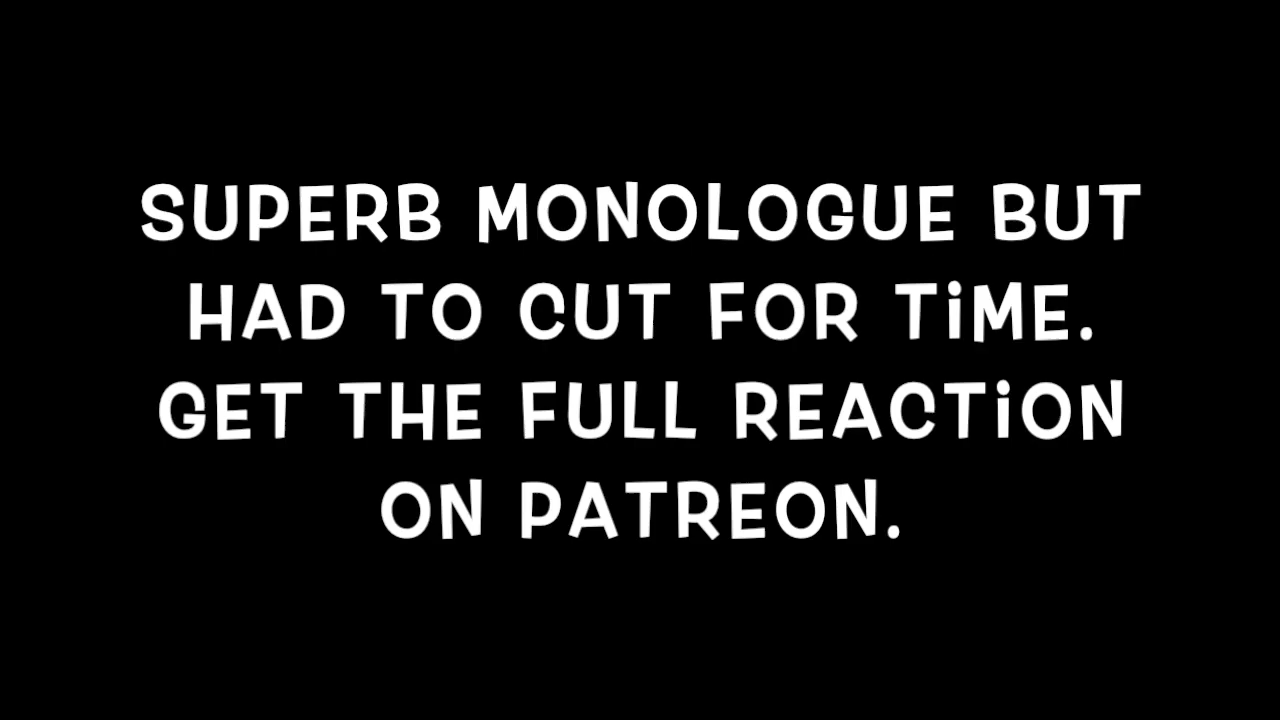 SUPERB MONOLOGUE BUT
HAD TO CUT FOR TiME.
GET THE FULL REACTiON
ON PATREON.